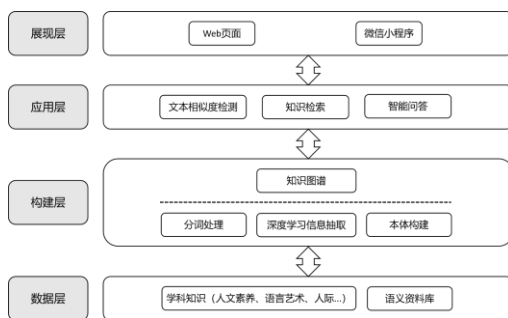 展现层
Web页面
微信小程序
应用层
文本相似度检测
知识检索
智能问答
知识图谱
构建层
分词处理
深度学习信息抽取
本体构建
数据层
学科知识（人文素养、语言艺术、人际...）
语义资料库